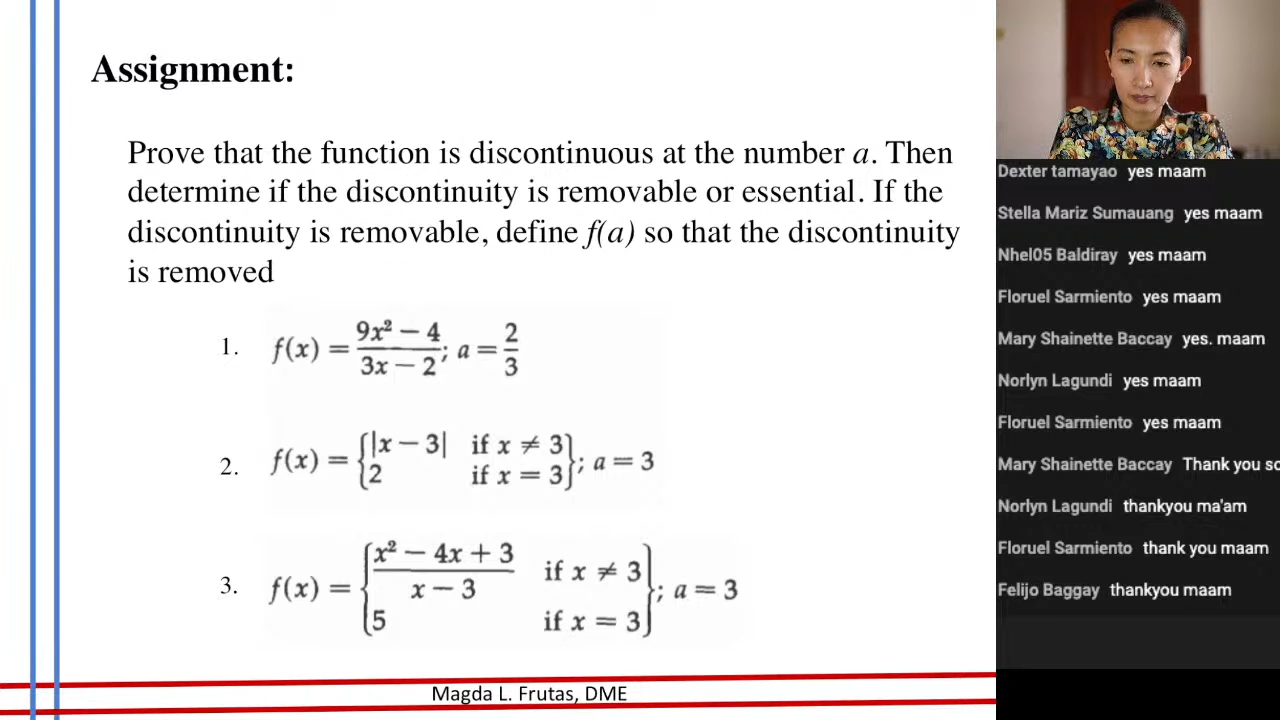 Assignment:
Prove that the function is discontinuous at the number a. Then
determine if the discontinuity is removable or essential. If the
discontinuity is removable, define f(a) so that the discontinuity
is removed
1. f(x) = (9x² − 4)/(3x − 2); a = 2/3
2. f(x) = {|x − 3| if x ≠ 3
2 if x = 3}; a = 3
3. f(x) = {(x² − 4x + 3)/(x − 3) if x ≠ 3
5 if x = 3}; a = 3
Magda L. Frutas, DME
Dexter tamayao yes maam
Stella Mariz Sumauang yes maam
Nhel05 Baldiray yes maam
Floruel Sarmiento yes maam
Mary Shainette Baccay yes. maam
Norlyn Lagundi yes maam
Floruel Sarmiento yes maam
Mary Shainette Baccay Thank you so
Norlyn Lagundi thankyou ma'am
Floruel Sarmiento thank you maam
Felijo Baggay thankyou maam